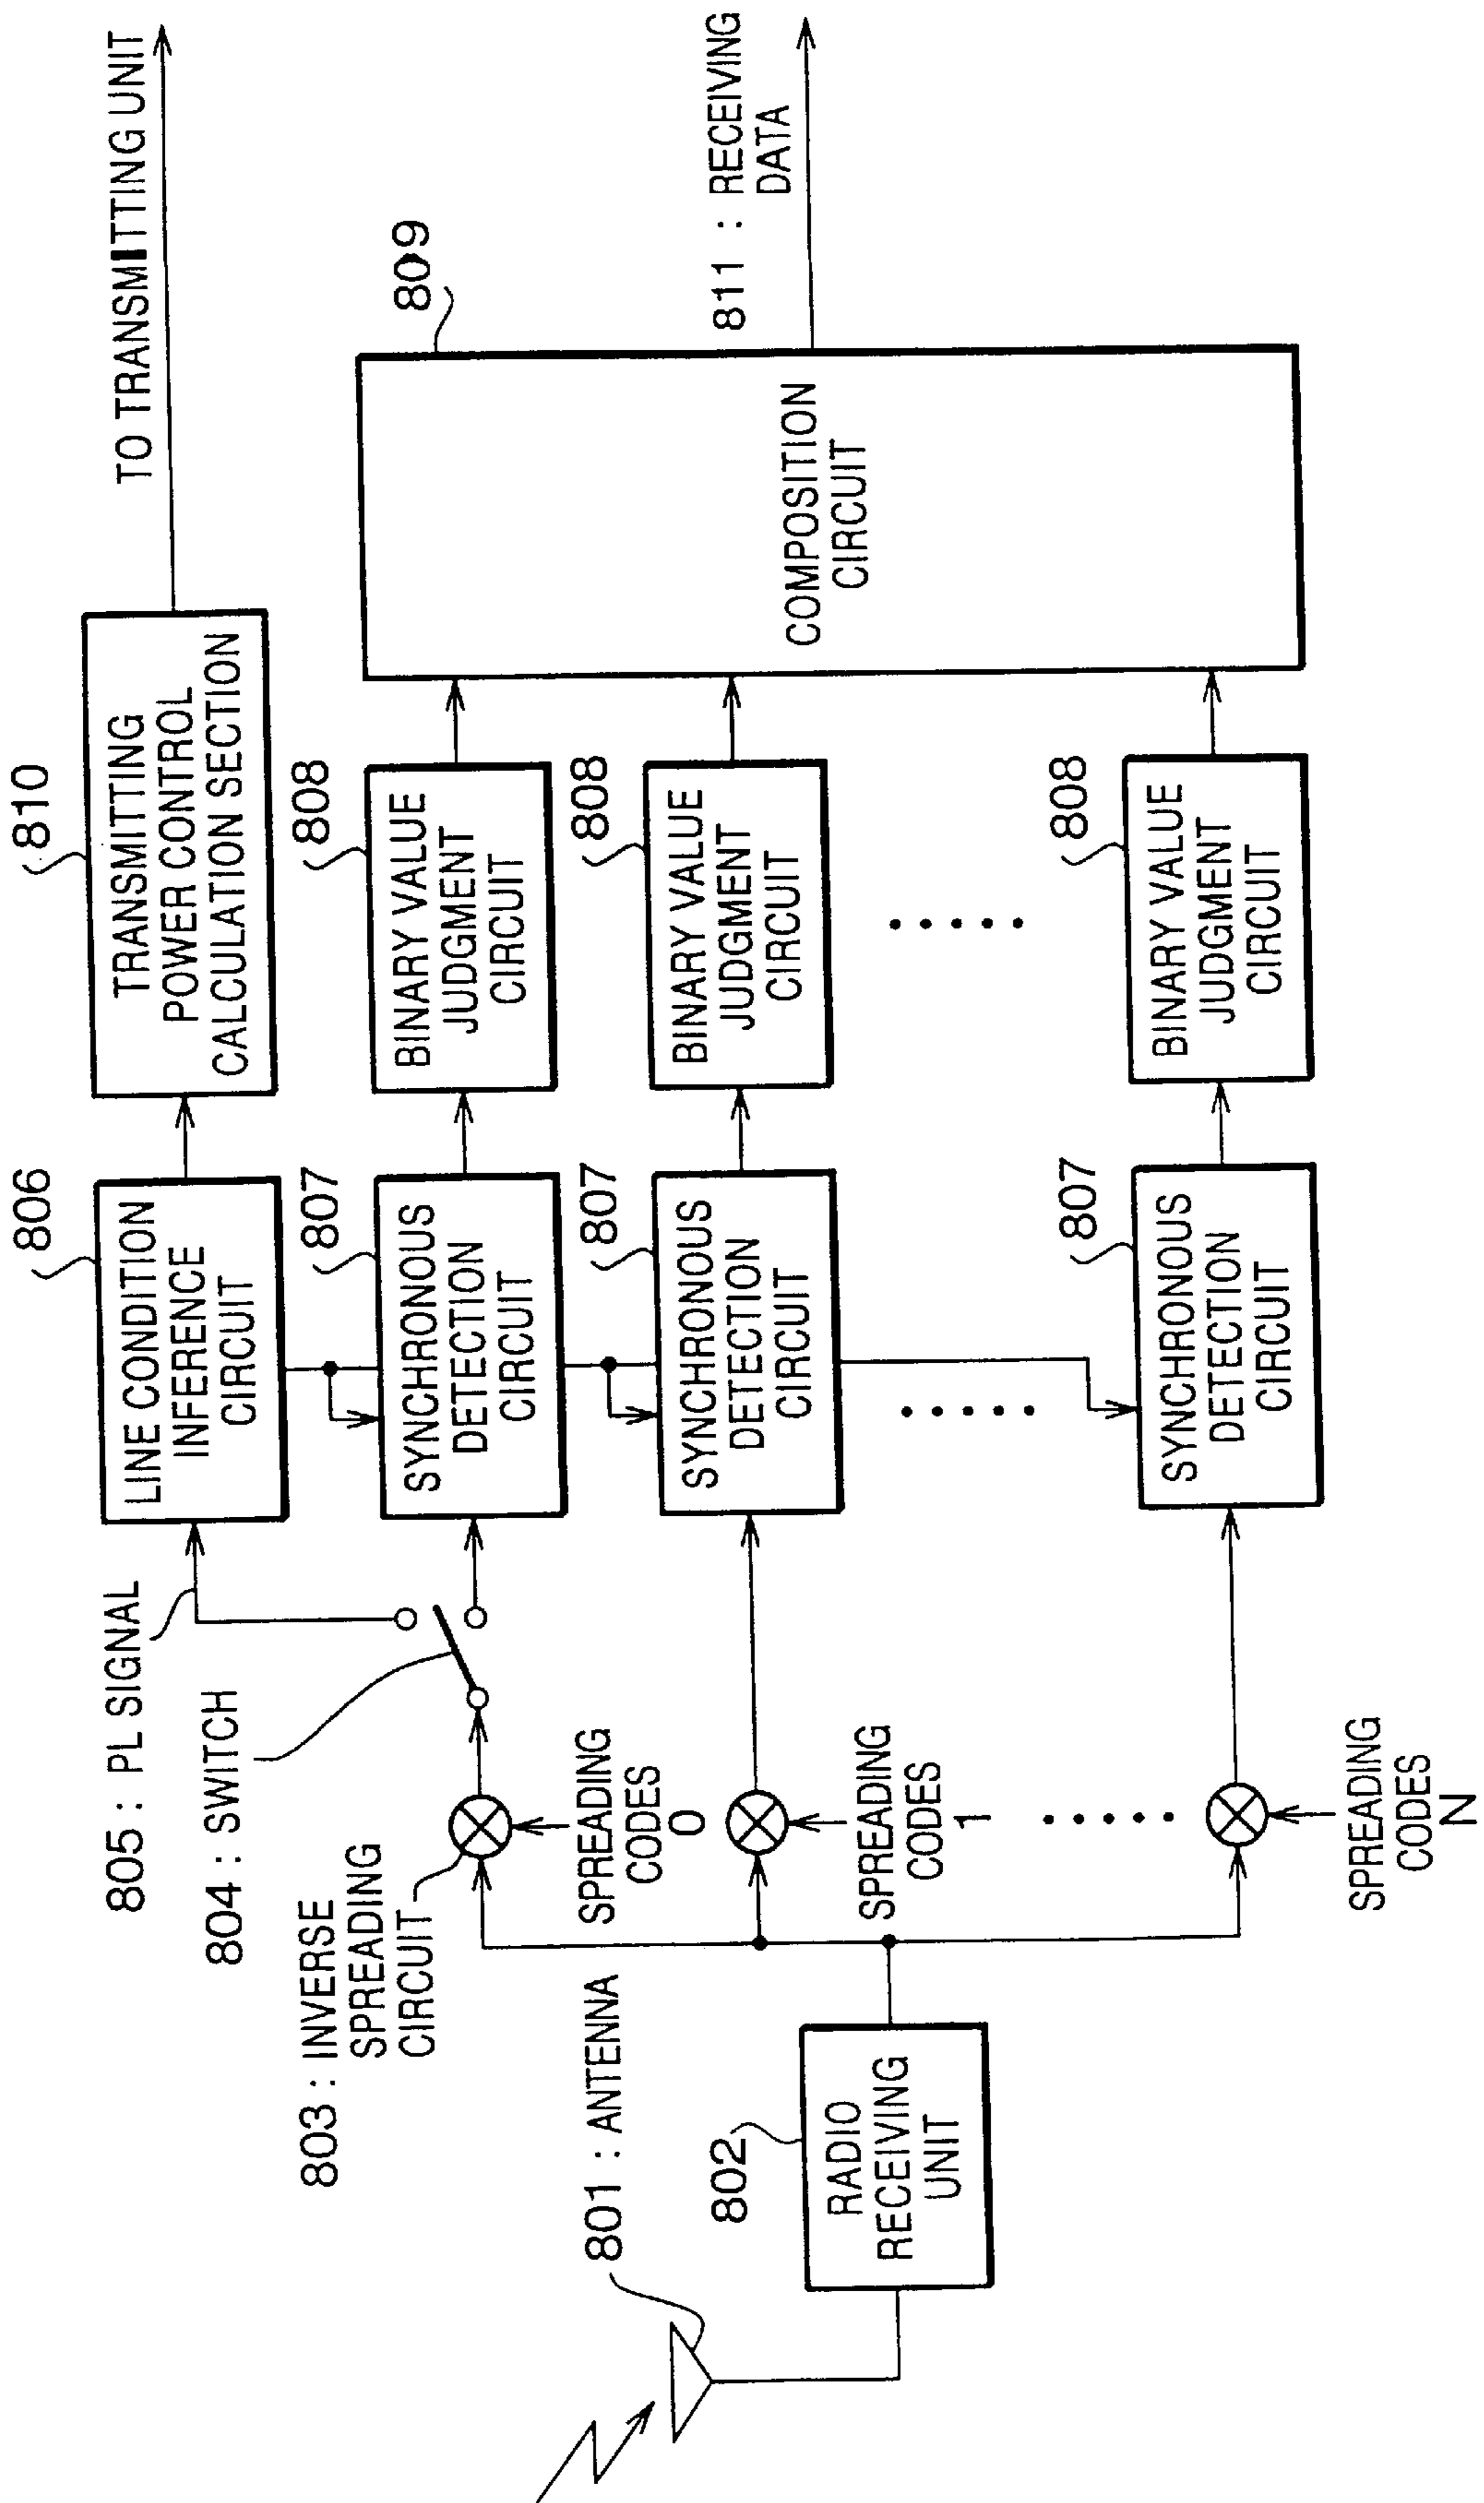 TO TRANSMITTING UNIT
810
TRANSMITTING
POWER CONTROL
CALCULATION SECTION
806
LINE CONDITION
INFERENCE
CIRCUIT
805 : PL SIGNAL
804 : SWITCH
803 : INVERSE
SPREADING
CIRCUIT
SPREADING
CODES
0
807
SYNCHRONOUS
DETECTION
CIRCUIT
808
BINARY VALUE
JUDGMENT
CIRCUIT
809
COMPOSITION
CIRCUIT
811 : RECEIVING
DATA
801 : ANTENNA
802
RADIO
RECEIVING
UNIT
SPREADING
CODES
1
807
SYNCHRONOUS
DETECTION
CIRCUIT
808
BINARY VALUE
JUDGMENT
CIRCUIT
SPREADING
CODES
N
807
SYNCHRONOUS
DETECTION
CIRCUIT
808
BINARY VALUE
JUDGMENT
CIRCUIT